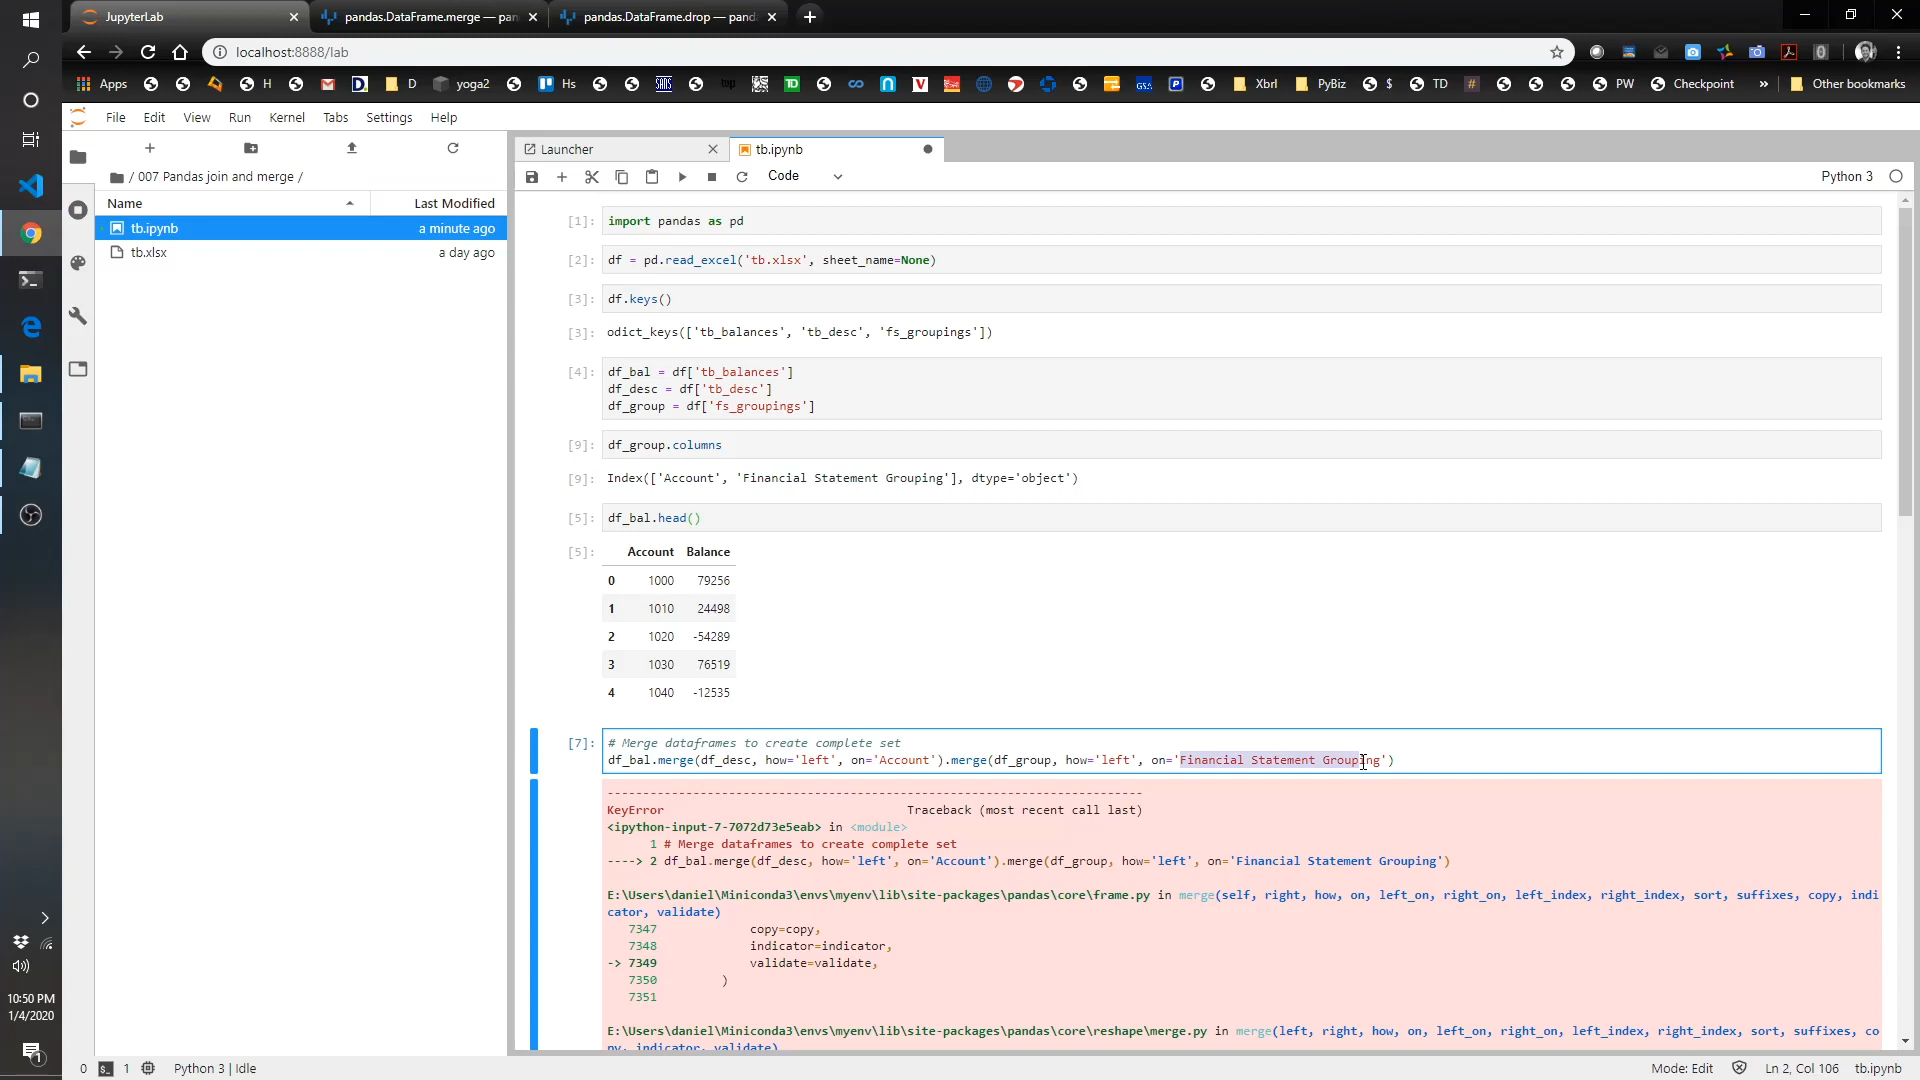 JupyterLab
pandas.DataFrame.merge — pan
pandas.DataFrame.drop — panda
localhost:8888/lab
Apps
H
D
yoga2
Hs
Xbrl
PyBiz
$
TD
#
PW
Checkpoint
»
Other bookmarks
File Edit View Run Kernel Tabs Settings Help
/ 007 Pandas join and merge /
Name Last Modified
tb.ipynb a minute ago
tb.xlsx a day ago
Launcher
tb.ipynb
Code
Python 3
[1]: import pandas as pd
[2]: df = pd.read_excel('tb.xlsx', sheet_name=None)
[3]: df.keys()
[3]: odict_keys(['tb_balances', 'tb_desc', 'fs_groupings'])
[4]: df_bal = df['tb_balances']
df_desc = df['tb_desc']
df_group = df['fs_groupings']
[9]: df_group.columns
[9]: Index(['Account', 'Financial Statement Grouping'], dtype='object')
[5]: df_bal.head()
[5]: Account Balance
0 1000 79256
1 1010 24498
2 1020 -54289
3 1030 76519
4 1040 -12535
[7]: # Merge dataframes to create complete set
df_bal.merge(df_desc, how='left', on='Account').merge(df_group, how='left', on='Financial Statement Grouping')
---------------------------------------------------------------------------
KeyError Traceback (most recent call last)
<ipython-input-7-7072d73e5eab> in <module>
1 # Merge dataframes to create complete set
----> 2 df_bal.merge(df_desc, how='left', on='Account').merge(df_group, how='left', on='Financial Statement Grouping')
E:\Users\daniel\Miniconda3\envs\myenv\lib\site-packages\pandas\core\frame.py in merge(self, right, how, on, left_on, right_on, left_index, right_index, sort, suffixes, copy, indi
cator, validate)
7347 copy=copy,
7348 indicator=indicator,
-> 7349 validate=validate,
7350 )
7351
E:\Users\daniel\Miniconda3\envs\myenv\lib\site-packages\pandas\core\reshape\merge.py in merge(left, right, how, on, left_on, right_on, left_index, right_index, sort, suffixes, co
py, indicator, validate)
10:50 PM
1/4/2020
1
0
1
Python 3 | Idle
Mode: Edit
Ln 2, Col 106
tb.ipynb